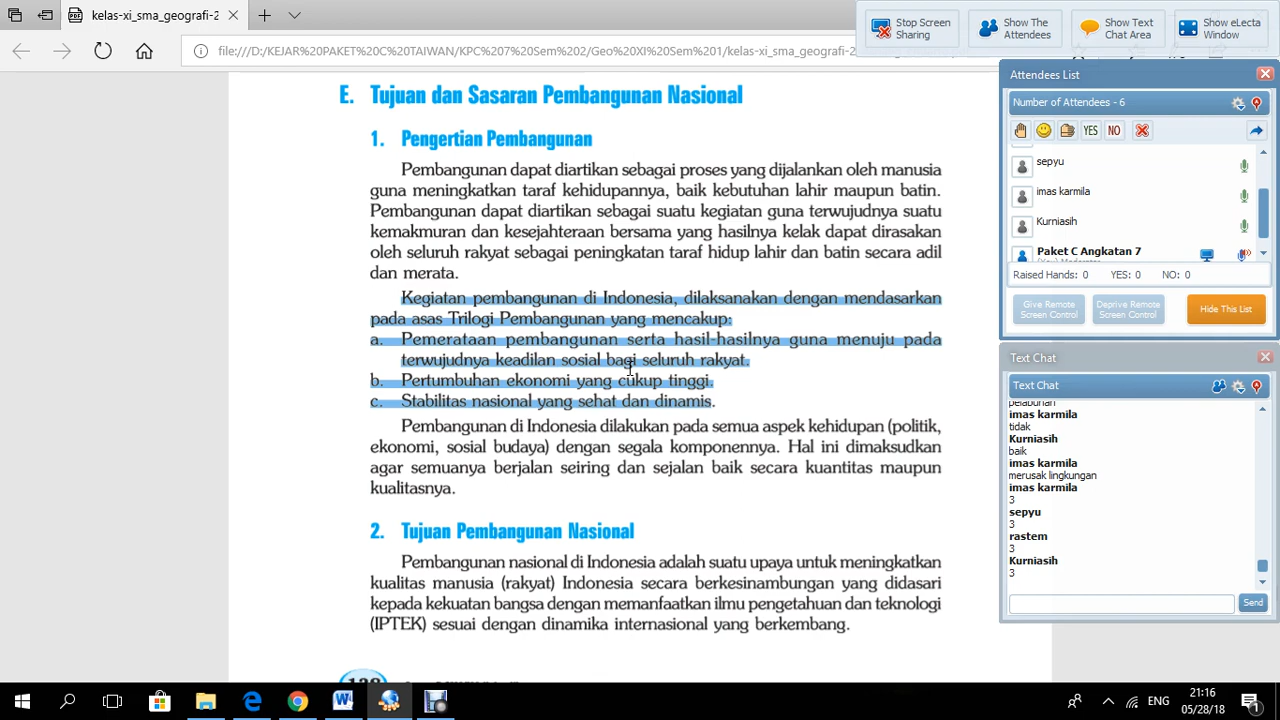 kelas-xi_sma_geografi-2
file:///D:/KEJAR%20PAKET%20C%20TAIWAN/KPC%207%20Sem%202/Geo%20XI%20Sem%201/kelas-xi_sma_geografi-2
Stop Screen
Sharing
Show The
Attendees
Show Text
Chat Area
Show eLecta
Window
E. Tujuan dan Sasaran Pembangunan Nasional
1. Pengertian Pembangunan
Pembangunan dapat diartikan sebagai proses yang dijalankan oleh manusia
guna meningkatkan taraf kehidupannya, baik kebutuhan lahir maupun batin.
Pembangunan dapat diartikan sebagai suatu kegiatan guna terwujudnya suatu
kemakmuran dan kesejahteraan bersama yang hasilnya kelak dapat dirasakan
oleh seluruh rakyat sebagai peningkatan taraf hidup lahir dan batin secara adil
dan merata.
Kegiatan pembangunan di Indonesia, dilaksanakan dengan mendasarkan
pada asas Trilogi Pembangunan yang mencakup:
a. Pemerataan pembangunan serta hasil-hasilnya guna menuju pada
terwujudnya keadilan sosial bagi seluruh rakyat.
b. Pertumbuhan ekonomi yang cukup tinggi.
c. Stabilitas nasional yang sehat dan dinamis.
Pembangunan di Indonesia dilakukan pada semua aspek kehidupan (politik,
ekonomi, sosial budaya) dengan segala komponennya. Hal ini dimaksudkan
agar semuanya berjalan seiring dan sejalan baik secara kuantitas maupun
kualitasnya.
2. Tujuan Pembangunan Nasional
Pembangunan nasional di Indonesia adalah suatu upaya untuk meningkatkan
kualitas manusia (rakyat) Indonesia secara berkesinambungan yang didasari
kepada kekuatan bangsa dengan memanfaatkan ilmu pengetahuan dan teknologi
(IPTEK) sesuai dengan dinamika internasional yang berkembang.
Attendees List
Number of Attendees - 6
YES NO
sepyu
imas karmila
Kurniasih
Paket C Angkatan 7
Raised Hands: 0 YES: 0 NO: 0
Give Remote
Screen Control
Deprive Remote
Screen Control
Hide This List
Text Chat
Text Chat
pelabuhan
imas karmila
tidak
Kurniasih
baik
imas karmila
merusak lingkungan
imas karmila
3
sepyu
3
rastem
3
Kurniasih
3
Send
ENG
21:16
05/28/18
1